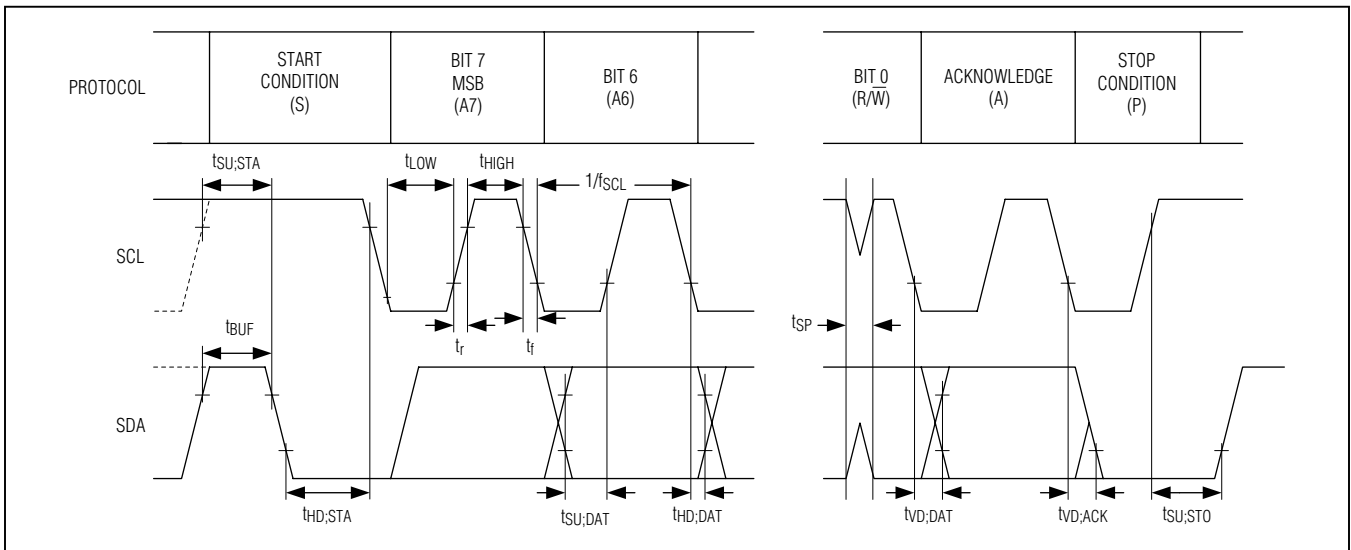 PROTOCOL
START
CONDITION
(S)
BIT 7
MSB
(A7)
BIT 6
(A6)
BIT 0
(R/W̅)
ACKNOWLEDGE
(A)
STOP
CONDITION
(P)
tSU;STA
tLOW
tHIGH
1/fSCL
SCL
tBUF
tr
tf
tSP
SDA
tHD;STA
tSU;DAT
tHD;DAT
tVD;DAT
tVD;ACK
tSU;STO